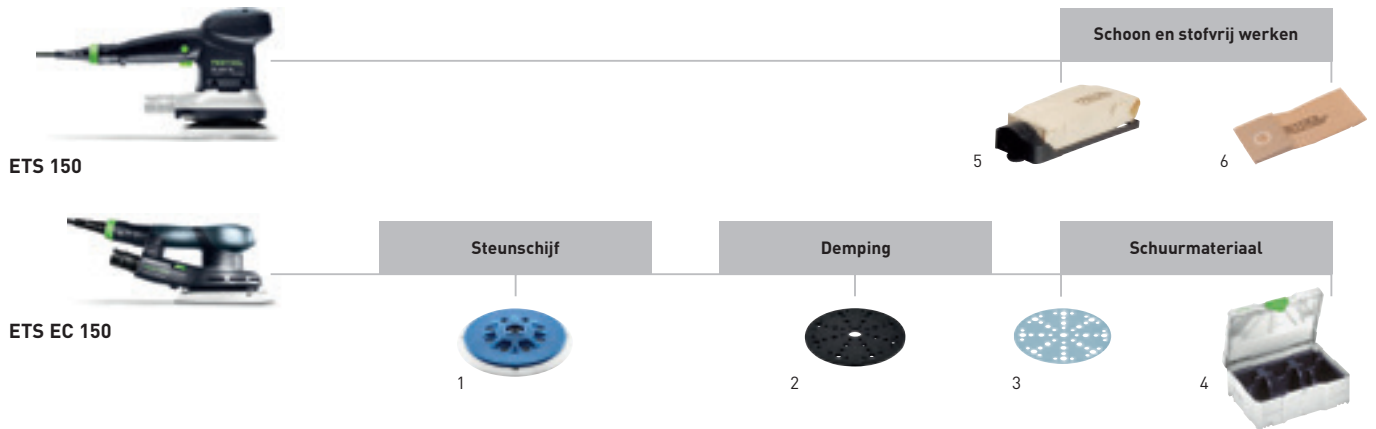 Schoon en stofvrij werken
5
6
ETS 150
Steunschijf
Demping
Schuurmateriaal
ETS EC 150
1
2
3
4